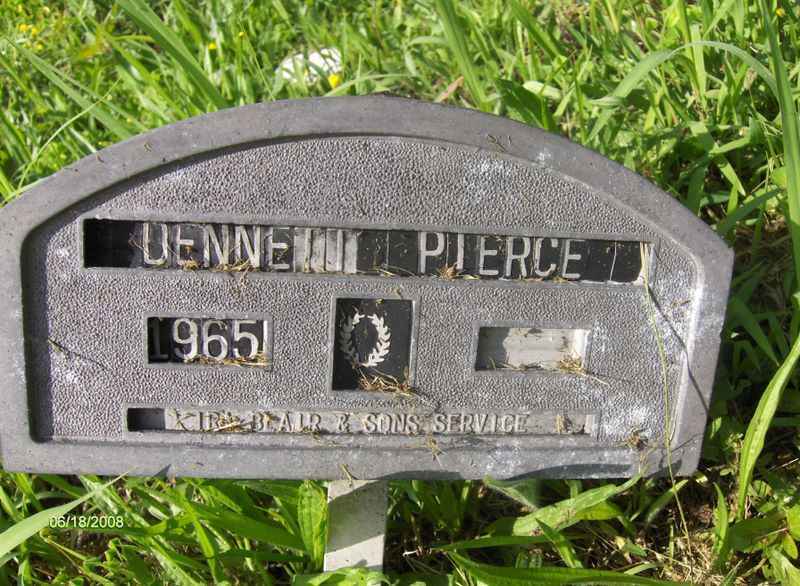 PIERCE
1965
BLAIR & SONS SERVICE
06/18/2008